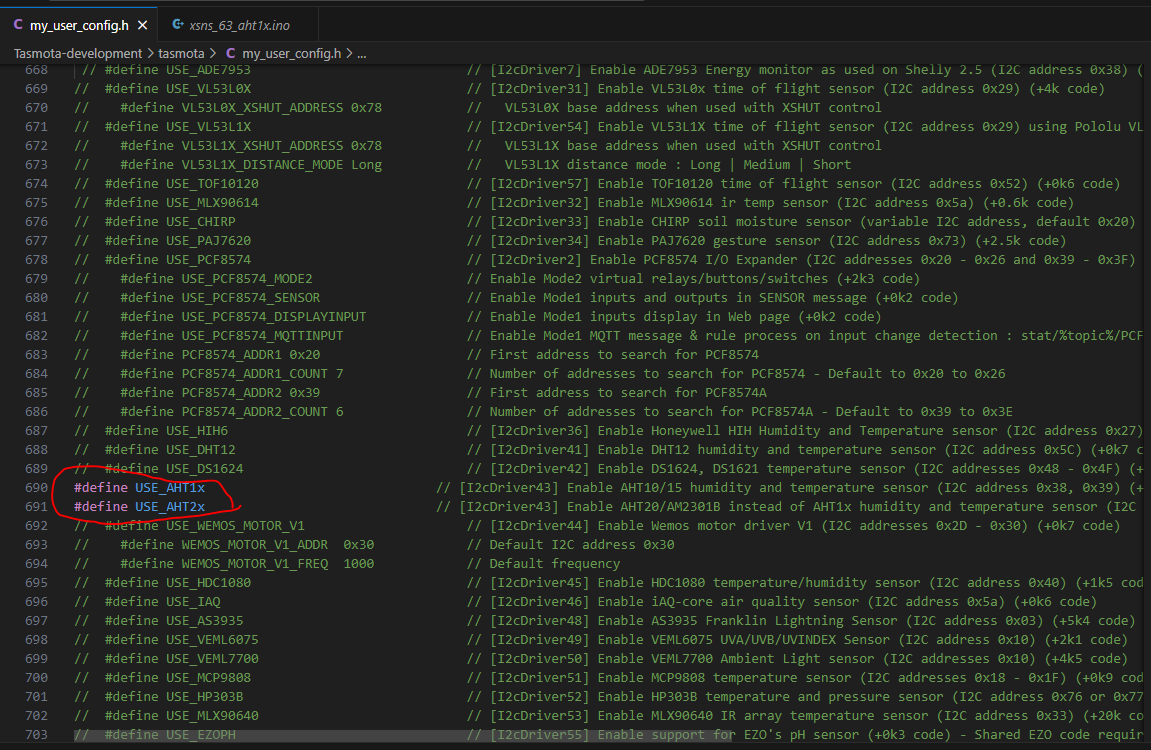 my_user_config.h
xsns_63_aht1x.ino
Tasmota-development > tasmota > my_user_config.h > ...
668 // #define USE_ADE7953 // [I2cDriver7] Enable ADE7953 Energy monitor as used on Shelly 2.5 (I2C address 0x38) (
669 // #define USE_VL53L0X // [I2cDriver31] Enable VL53L0x time of flight sensor (I2C address 0x29) (+4k code)
670 // #define VL53L0X_XSHUT_ADDRESS 0x78 // VL53L0X base address when used with XSHUT control
671 // #define USE_VL53L1X // [I2cDriver54] Enable VL53L1X time of flight sensor (I2C address 0x29) using Pololu VL
672 // #define VL53L1X_XSHUT_ADDRESS 0x78 // VL53L1X base address when used with XSHUT control
673 // #define VL53L1X_DISTANCE_MODE Long // VL53L1X distance mode : Long | Medium | Short
674 // #define USE_TOF10120 // [I2cDriver57] Enable TOF10120 time of flight sensor (I2C address 0x52) (+0k6 code)
675 // #define USE_MLX90614 // [I2cDriver32] Enable MLX90614 ir temp sensor (I2C address 0x5a) (+0.6k code)
676 // #define USE_CHIRP // [I2cDriver33] Enable CHIRP soil moisture sensor (variable I2C address, default 0x20)
677 // #define USE_PAJ7620 // [I2cDriver34] Enable PAJ7620 gesture sensor (I2C address 0x73) (+2.5k code)
678 // #define USE_PCF8574 // [I2cDriver2] Enable PCF8574 I/O Expander (I2C addresses 0x20 - 0x26 and 0x39 - 0x3F)
679 // #define USE_PCF8574_MODE2 // Enable Mode2 virtual relays/buttons/switches (+2k3 code)
680 // #define USE_PCF8574_SENSOR // Enable Mode1 inputs and outputs in SENSOR message (+0k2 code)
681 // #define USE_PCF8574_DISPLAYINPUT // Enable Mode1 inputs display in Web page (+0k2 code)
682 // #define USE_PCF8574_MQTTINPUT // Enable Mode1 MQTT message & rule process on input change detection : stat/%topic%/PCF
683 // #define PCF8574_ADDR1 0x20 // First address to search for PCF8574
684 // #define PCF8574_ADDR1_COUNT 7 // Number of addresses to search for PCF8574 - Default to 0x20 to 0x26
685 // #define PCF8574_ADDR2 0x39 // First address to search for PCF8574A
686 // #define PCF8574_ADDR2_COUNT 6 // Number of addresses to search for PCF8574A - Default to 0x39 to 0x3E
687 // #define USE_HIH6 // [I2cDriver36] Enable Honeywell HIH Humidity and Temperature sensor (I2C address 0x27)
688 // #define USE_DHT12 // [I2cDriver41] Enable DHT12 humidity and temperature sensor (I2C address 0x5C) (+0k7 c
689 // #define USE_DS1624 // [I2cDriver42] Enable DS1624, DS1621 temperature sensor (I2C addresses 0x48 - 0x4F) (+
690 #define USE_AHT1x // [I2cDriver43] Enable AHT10/15 humidity and temperature sensor (I2C address 0x38, 0x39) (+
691 #define USE_AHT2x // [I2cDriver43] Enable AHT20/AM2301B instead of AHT1x humidity and temperature sensor (I2C
692 // #define USE_WEMOS_MOTOR_V1 // [I2cDriver44] Enable Wemos motor driver V1 (I2C addresses 0x2D - 0x30) (+0k7 code)
693 // #define WEMOS_MOTOR_V1_ADDR 0x30 // Default I2C address 0x30
694 // #define WEMOS_MOTOR_V1_FREQ 1000 // Default frequency
695 // #define USE_HDC1080 // [I2cDriver45] Enable HDC1080 temperature/humidity sensor (I2C address 0x40) (+1k5 cod
696 // #define USE_IAQ // [I2cDriver46] Enable iAQ-core air quality sensor (I2C address 0x5a) (+0k6 code)
697 // #define USE_AS3935 // [I2cDriver48] Enable AS3935 Franklin Lightning Sensor (I2C address 0x03) (+5k4 code)
698 // #define USE_VEML6075 // [I2cDriver49] Enable VEML6075 UVA/UVB/UVINDEX Sensor (I2C address 0x10) (+2k1 code)
699 // #define USE_VEML7700 // [I2cDriver50] Enable VEML7700 Ambient Light sensor (I2C addresses 0x10) (+4k5 code)
700 // #define USE_MCP9808 // [I2cDriver51] Enable MCP9808 temperature sensor (I2C addresses 0x18 - 0x1F) (+0k9 cod
701 // #define USE_HP303B // [I2cDriver52] Enable HP303B temperature and pressure sensor (I2C address 0x76 or 0x77
702 // #define USE_MLX90640 // [I2cDriver53] Enable MLX90640 IR array temperature sensor (I2C address 0x33) (+20k co
703 // #define USE_EZOPH // [I2cDriver55] Enable support for EZO's pH sensor (+0k3 code) - Shared EZO code requir